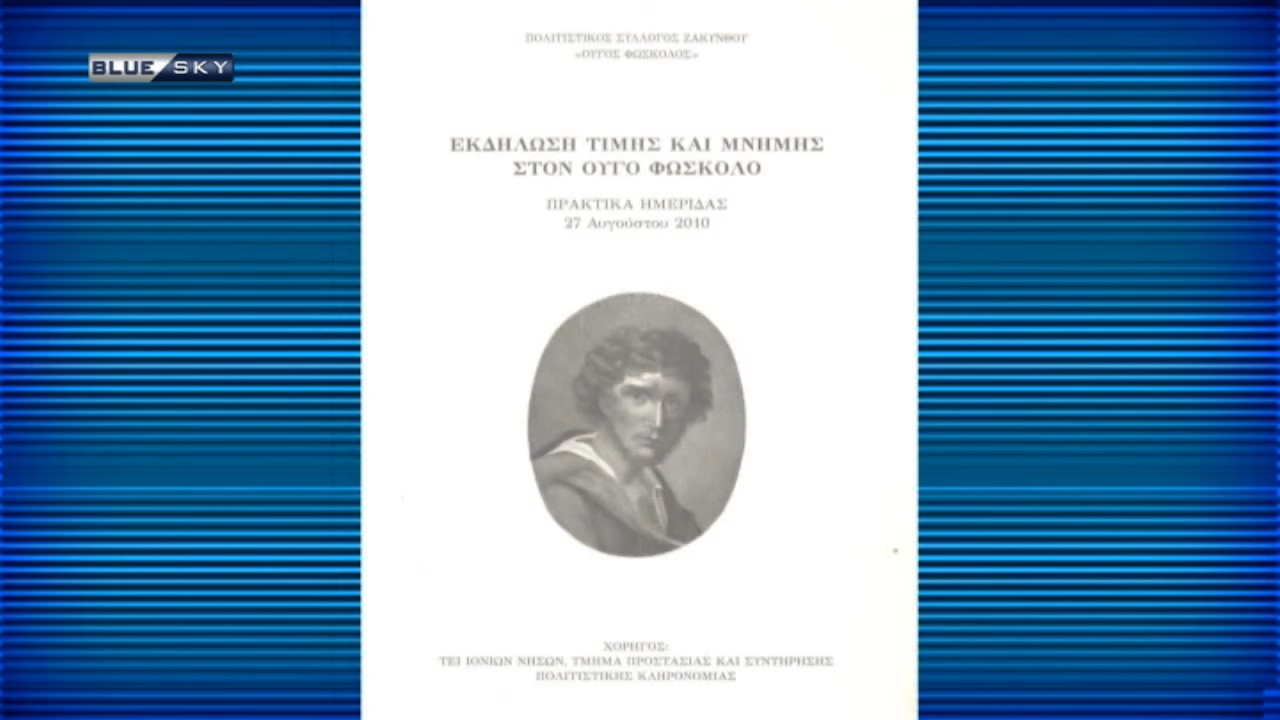 BLUE SKY
ΠΟΛΙΤΙΣΤΙΚΟΣ ΣΥΛΛΟΓΟΣ ΖΑΚΥΝΘΟΥ
«ΟΥΓΟΣ ΦΩΣΚΟΛΟΣ»
ΕΚΔΗΛΩΣΗ ΤΙΜΗΣ ΚΑΙ ΜΝΗΜΗΣ
ΣΤΟΝ ΟΥΓΟ ΦΩΣΚΟΛΟ
ΠΡΑΚΤΙΚΑ ΗΜΕΡΙΔΑΣ
27 Αυγούστου 2010
ΧΟΡΗΓΟΣ:
ΤΕΙ ΙΟΝΙΩΝ ΝΗΣΩΝ, ΤΜΗΜΑ ΠΡΟΣΤΑΣΙΑΣ ΚΑΙ ΣΥΝΤΗΡΗΣΗΣ
ΠΟΛΙΤΙΣΤΙΚΗΣ ΚΛΗΡΟΝΟΜΙΑΣ